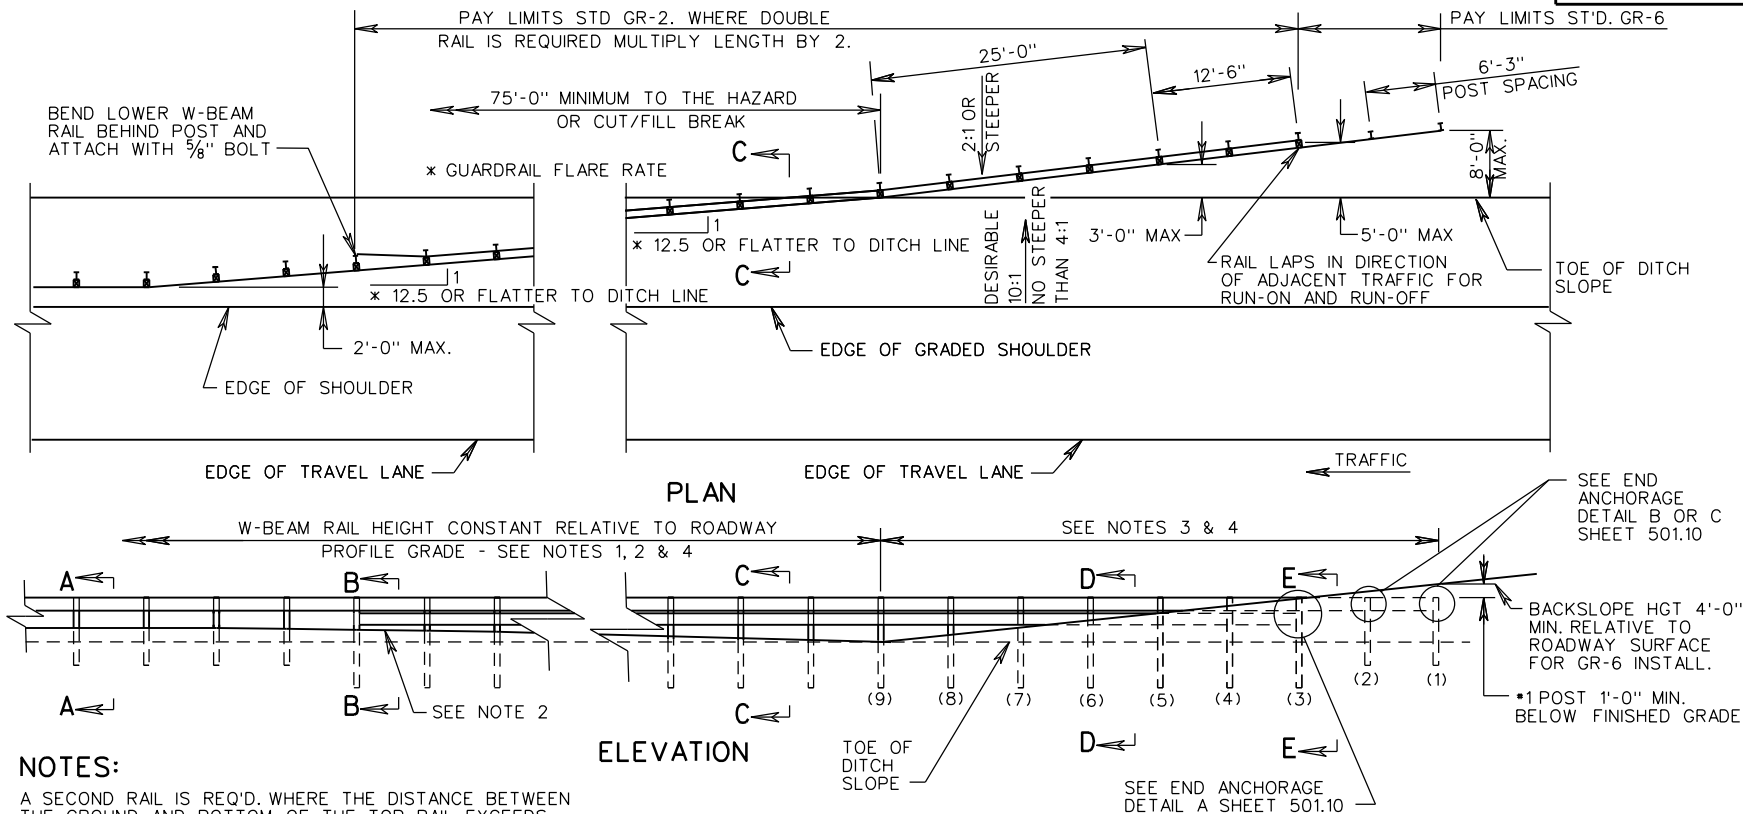 PAY LIMITS STD GR-2. WHERE DOUBLE
RAIL IS REQUIRED MULTIPLY LENGTH BY 2.
PAY LIMITS ST'D. GR-6
25'-0"
12'-6"
6'-3"
POST SPACING
75'-0" MINIMUM TO THE HAZARD
OR CUT/FILL BREAK
2:1 OR
STEEPER
BEND LOWER W-BEAM
RAIL BEHIND POST AND
ATTACH WITH 5/8" BOLT
* GUARDRAIL FLARE RATE
C
8'-0"
MAX.
1
* 12.5 OR FLATTER TO DITCH LINE
C
DESIRABLE
10:1
NO STEEPER
THAN 4:1
3'-0" MAX
5'-0" MAX
RAIL LAPS IN DIRECTION
OF ADJACENT TRAFFIC FOR
RUN-ON AND RUN-OFF
TOE OF DITCH
SLOPE
1
* 12.5 OR FLATTER TO DITCH LINE
2'-0" MAX.
EDGE OF SHOULDER
EDGE OF GRADED SHOULDER
EDGE OF TRAVEL LANE
EDGE OF TRAVEL LANE
TRAFFIC
PLAN
SEE END
ANCHORAGE
DETAIL B OR C
SHEET 501.10
W-BEAM RAIL HEIGHT CONSTANT RELATIVE TO ROADWAY
PROFILE GRADE - SEE NOTES 1, 2 & 4
SEE NOTES 3 & 4
A
B
C
D
E
BACKSLOPE HGT 4'-0"
MIN. RELATIVE TO
ROADWAY SURFACE
FOR GR-6 INSTALL.
(9)
(8)
(7)
(6)
(5)
(4)
(3)
(2)
(1)
#1 POST 1'-0" MIN.
BELOW FINISHED GRADE
A
B
C
D
E
SEE NOTE 2
ELEVATION
TOE OF
DITCH
SLOPE
SEE END ANCHORAGE
DETAIL A SHEET 501.10
NOTES:
A SECOND RAIL IS REQ'D. WHERE THE DISTANCE BETWEEN
THE GROUND AND BOTTOM OF THE TOP RAIL EXCEEDS